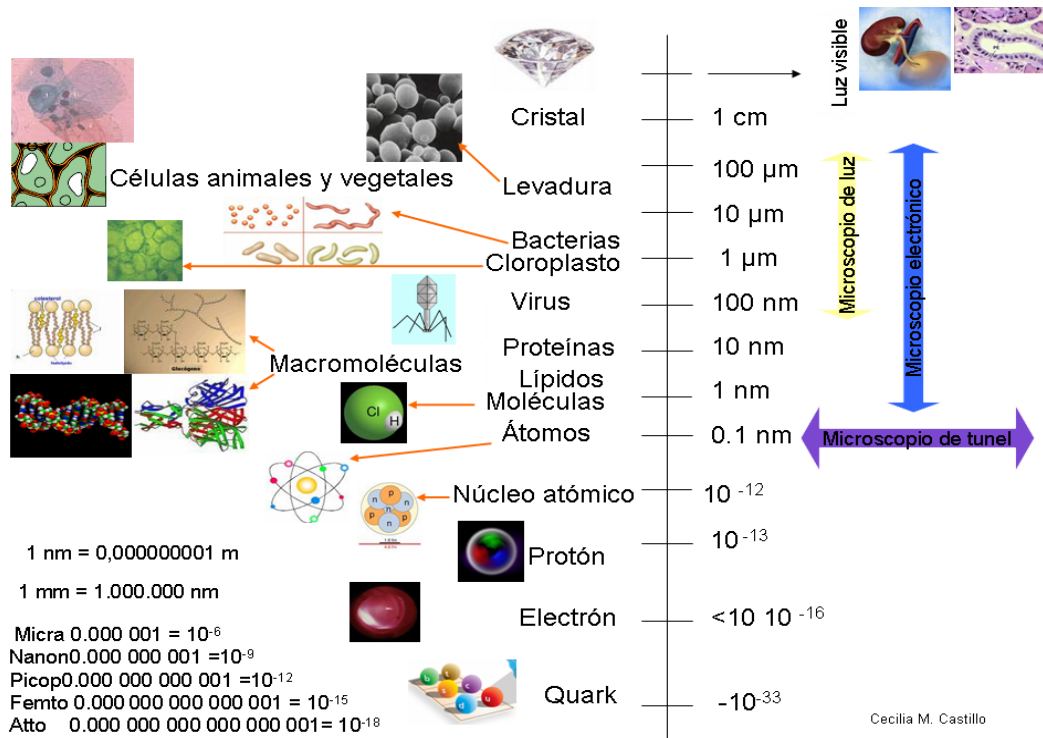 Cristal
1 cm
Luz visible
100 µm
Levadura
Células animales y vegetales
10 µm
Bacterias
Cloroplasto
1 µm
Virus
100 nm
Microscopio de luz
Microscopio electrónico
colesterol
Glucógeno
Macromoléculas
Proteínas
10 nm
Lípidos
1 nm
Moléculas
Cl
H
Átomos
0.1 nm
Microscopio de tunel
Núcleo atómico
10 -12
p
n
n
n
p
p
n
10 -13
Protón
1 nm = 0,000000001 m
1 mm = 1.000.000 nm
Electrón
<10 10 -16
Micra 0.000 001 = 10-6
Nanon0.000 000 001 =10-9
Picop0.000 000 000 001 =10-12
Femto 0.000 000 000 000 001 = 10-15
Atto 0.000 000 000 000 000 001= 10-18
b
t
s
c
d
u
Quark
-10-33
Cecilia M. Castillo